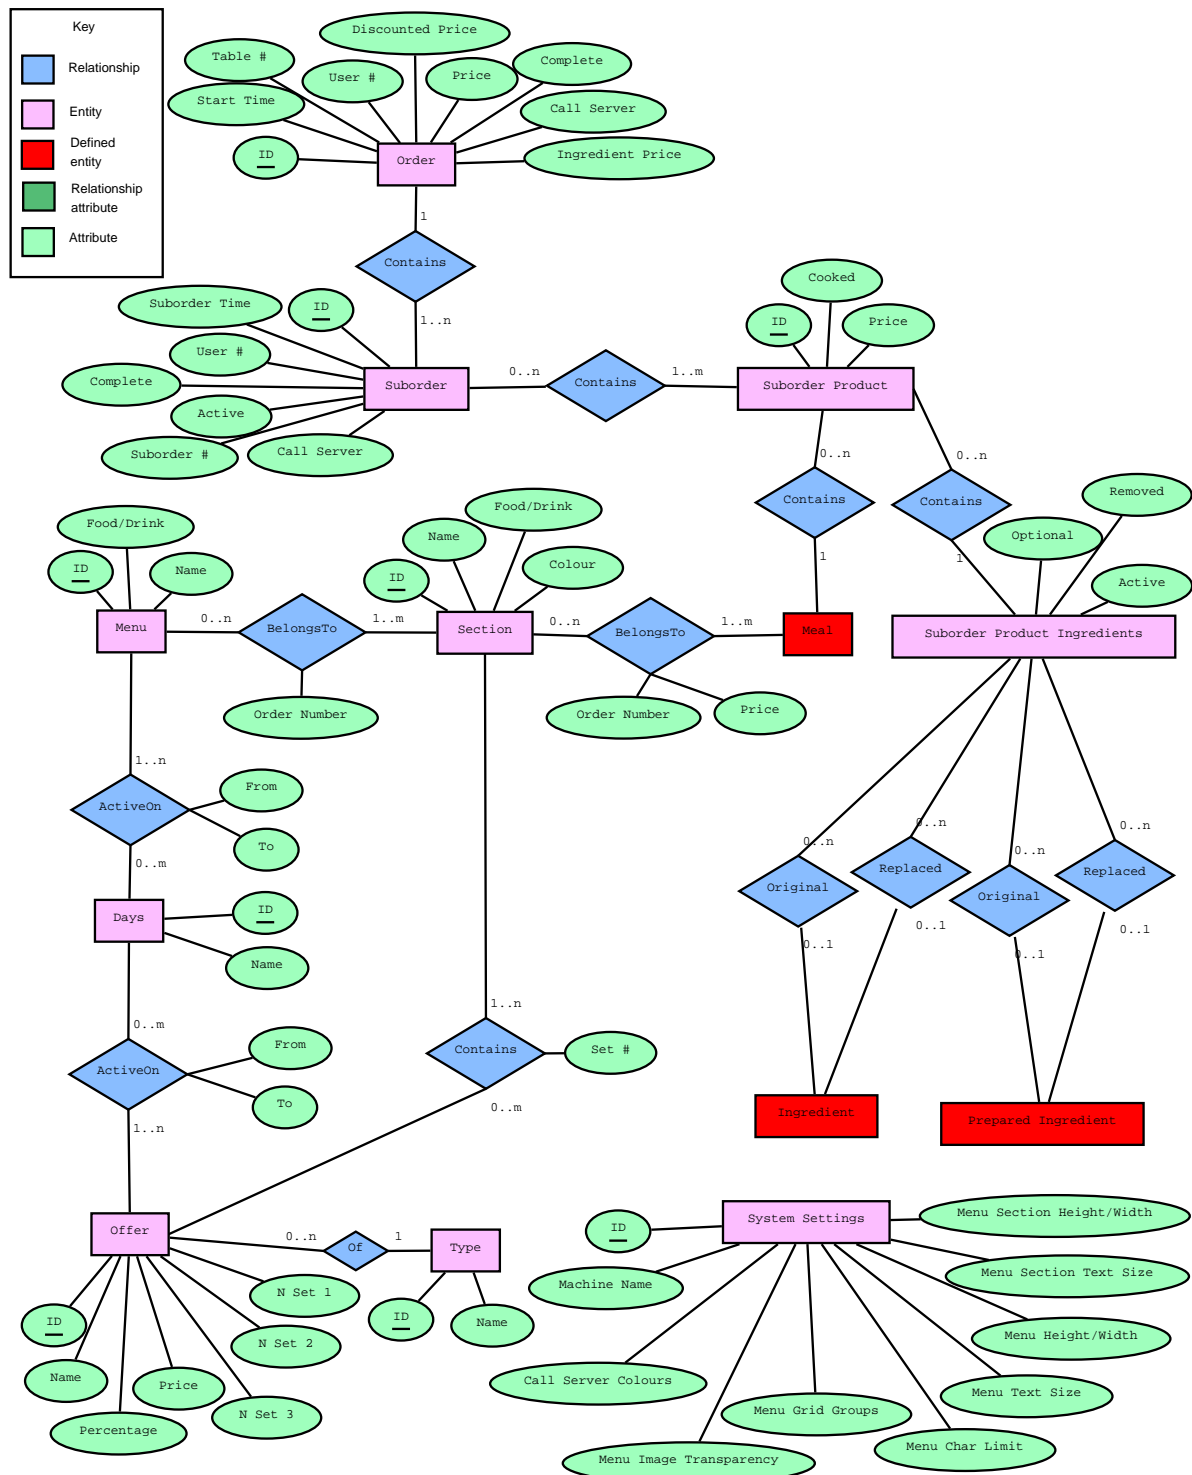 Key
Relationship
Entity
Defined
entity
Relationship
attribute
Attribute
Discounted Price
Table #
User #
Price
Complete
Start Time
Call Server
ID
Order
Ingredient Price
1
Contains
1..n
Suborder Time
ID
User #
Complete
Suborder
Active
Suborder #
Call Server
0..n
Contains
1..m
Cooked
ID
Price
Suborder Product
0..n
Contains
1
0..n
Contains
1
Removed
Optional
Active
Suborder Product Ingredients
Food/Drink
ID
Name
Menu
0..n
BelongsTo
1..m
Order Number
Food/Drink
Name
ID
Colour
Section
0..n
BelongsTo
1..m
Meal
Order Number
Price
1..n
ActiveOn
From
To
0..m
Days
ID
Name
0..m
ActiveOn
From
To
1..n
1..n
Contains
Set #
0..m
0..n
Original
0..1
0..n
Replaced
0..1
0..n
Original
0..1
0..n
Replaced
0..1
Ingredient
Prepared Ingredient
Offer
0..n
Of
1
Type
ID
Name
N Set 1
N Set 2
N Set 3
ID
Name
Price
Percentage
System Settings
ID
Machine Name
Call Server Colours
Menu Image Transparency
Menu Grid Groups
Menu Char Limit
Menu Text Size
Menu Height/Width
Menu Section Text Size
Menu Section Height/Width